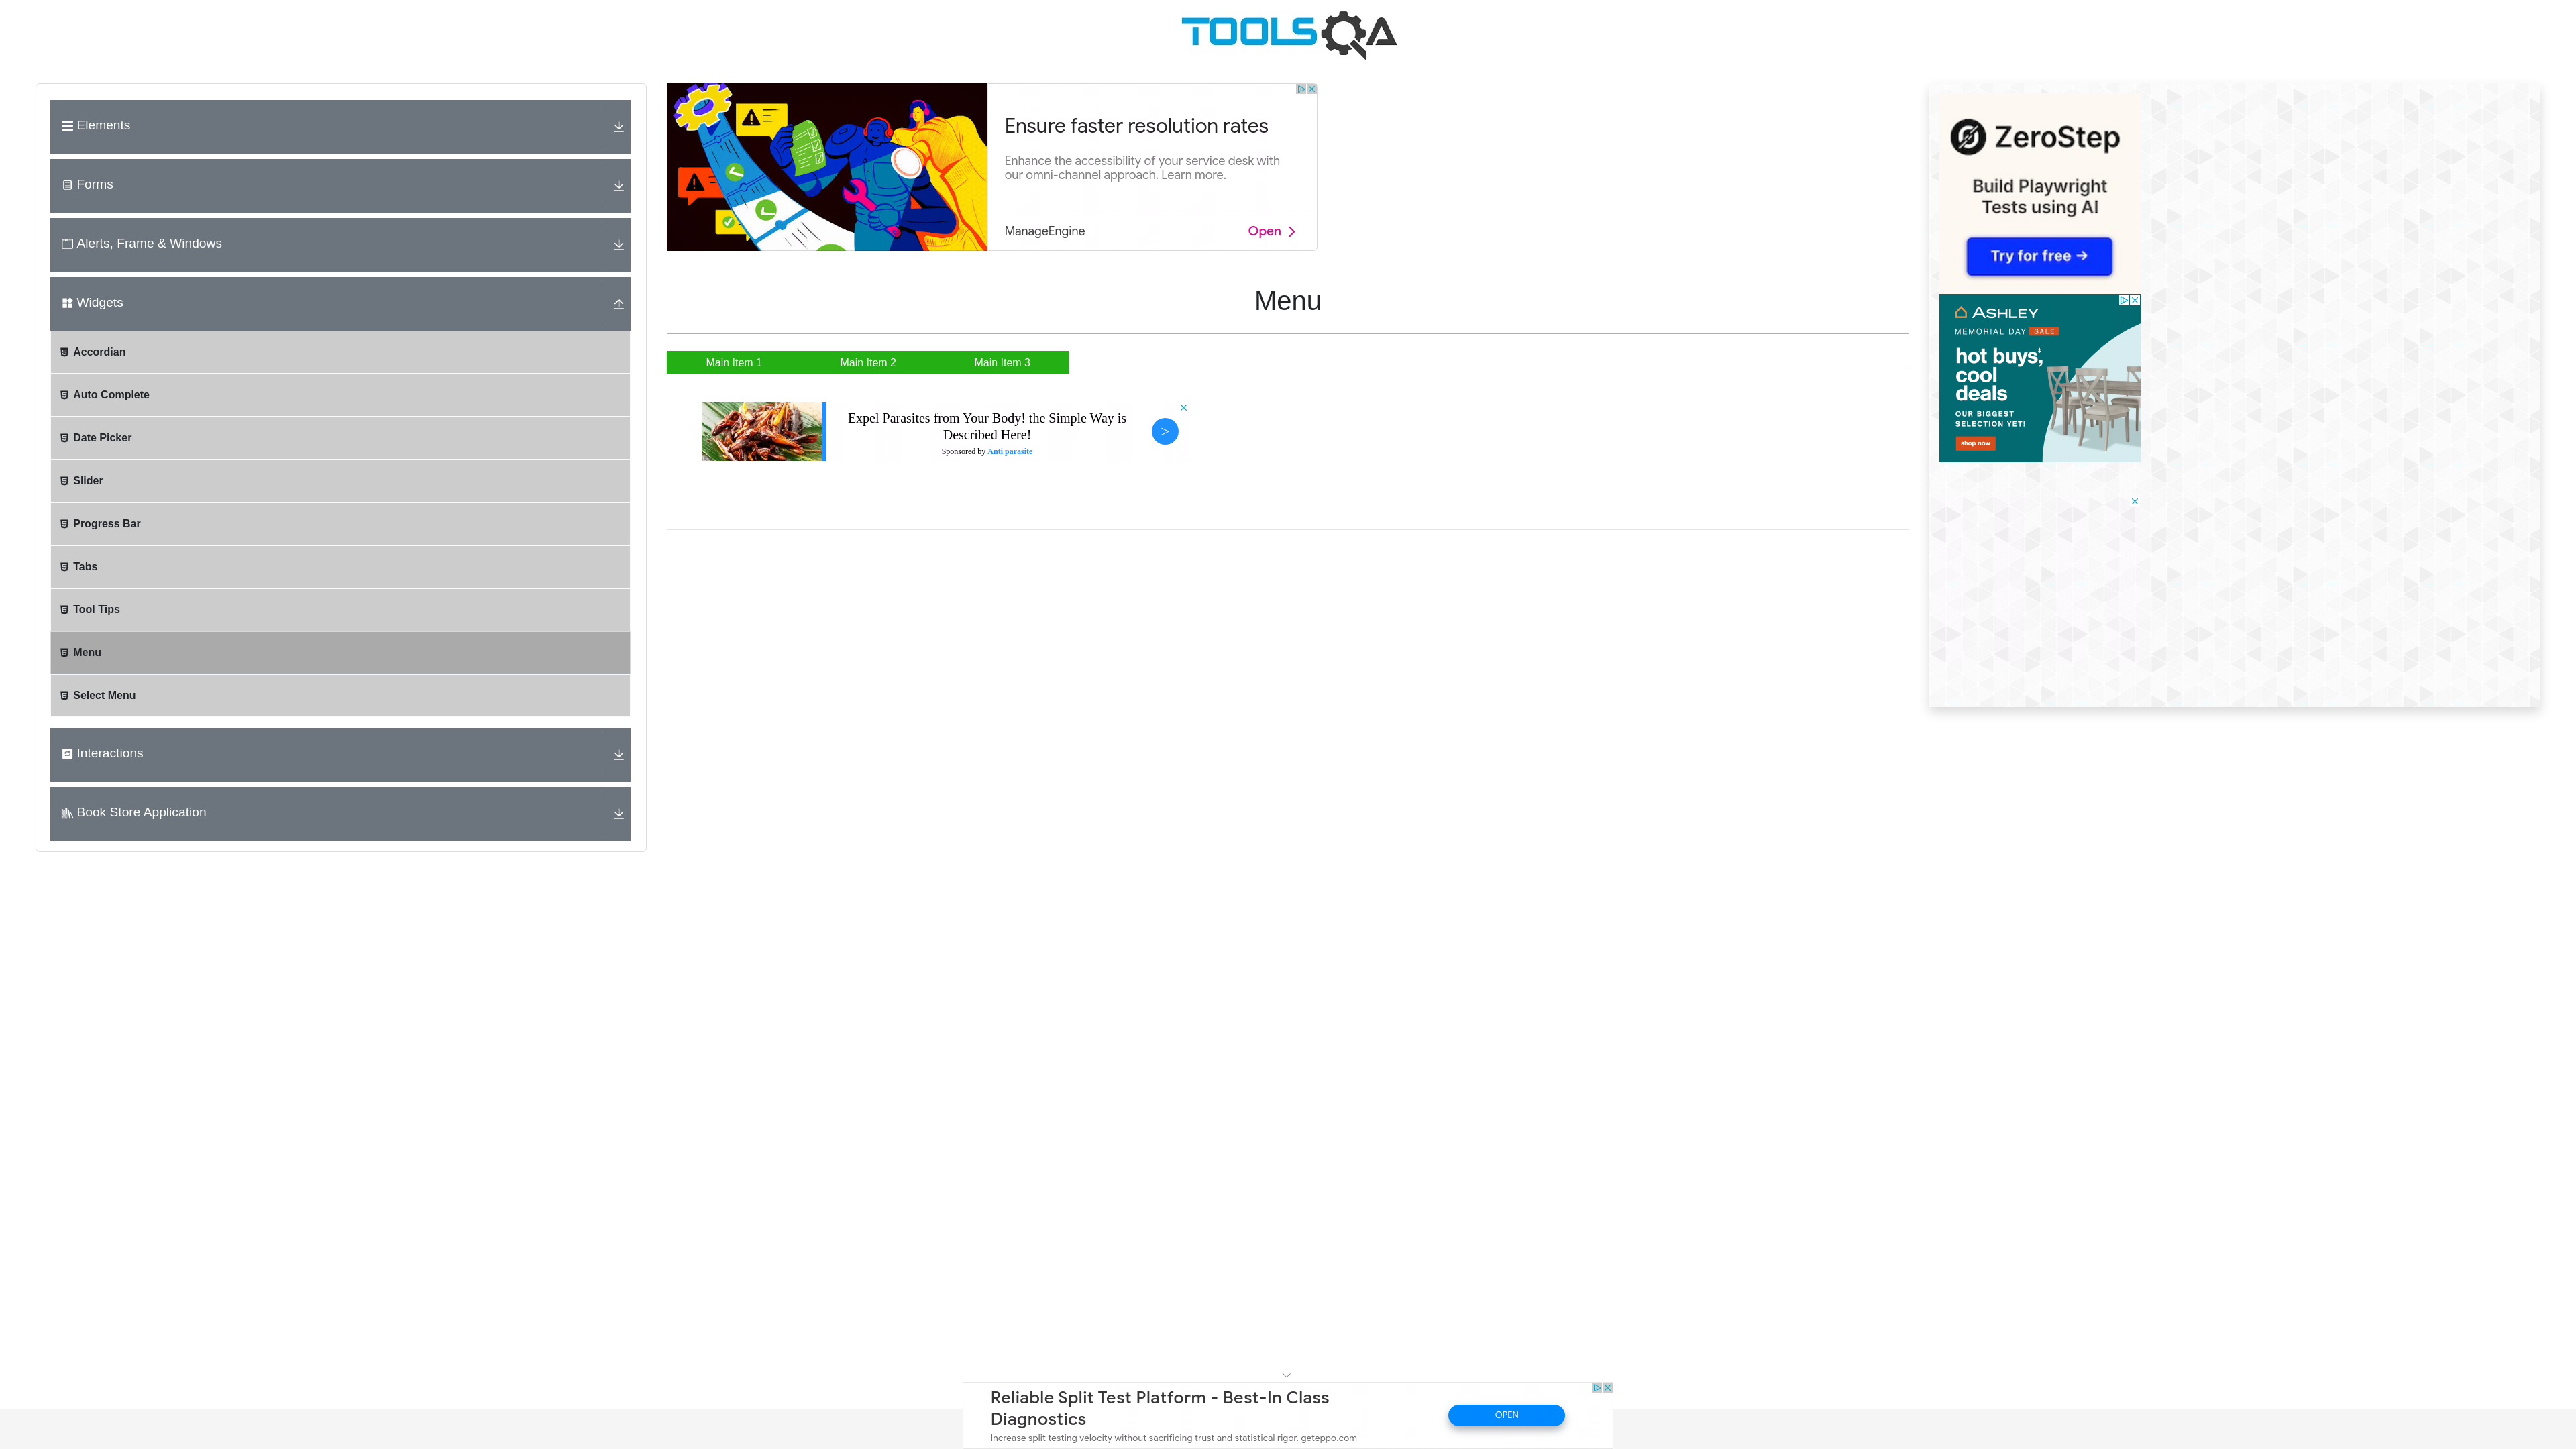 TOOLSQA
Elements
Forms
Alerts, Frame & Windows
Widgets
Accordian
Auto Complete
Date Picker
Slider
Progress Bar
Tabs
Tool Tips
Menu
Select Menu
Interactions
Book Store Application
Ensure faster resolution rates
Enhance the accessibility of your service desk with
our omni-channel approach. Learn more.
ManageEngine
Open
Menu
Main Item 1
Main Item 2
Main Item 3
Expel Parasites from Your Body! the Simple Way is
Described Here!
Sponsored by Anti parasite
>
ZeroStep
Build Playwright
Tests using AI
Try for free →
ASHLEY
MEMORIAL DAY SALE
hot buys,‡
cool
deals
OUR BIGGEST
SELECTION YET!
shop now
Reliable Split Test Platform - Best-In Class
Diagnostics
Increase split testing velocity without sacrificing trust and statistical rigor. geteppo.com
OPEN